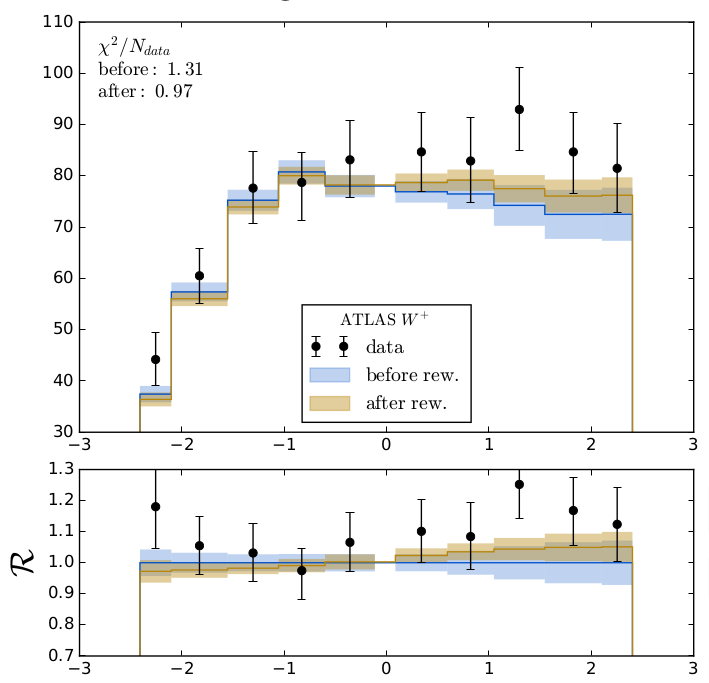 χ²/N_data
before: 1.31
after: 0.97
110
100
90
80
70
60
50
40
30
ATLAS W⁺
data
before rew.
after rew.
−3 −2 −1 0 1 2 3
1.3
1.2
1.1
1.0
0.9
0.8
0.7
ℛ
−3 −2 −1 0 1 2 3